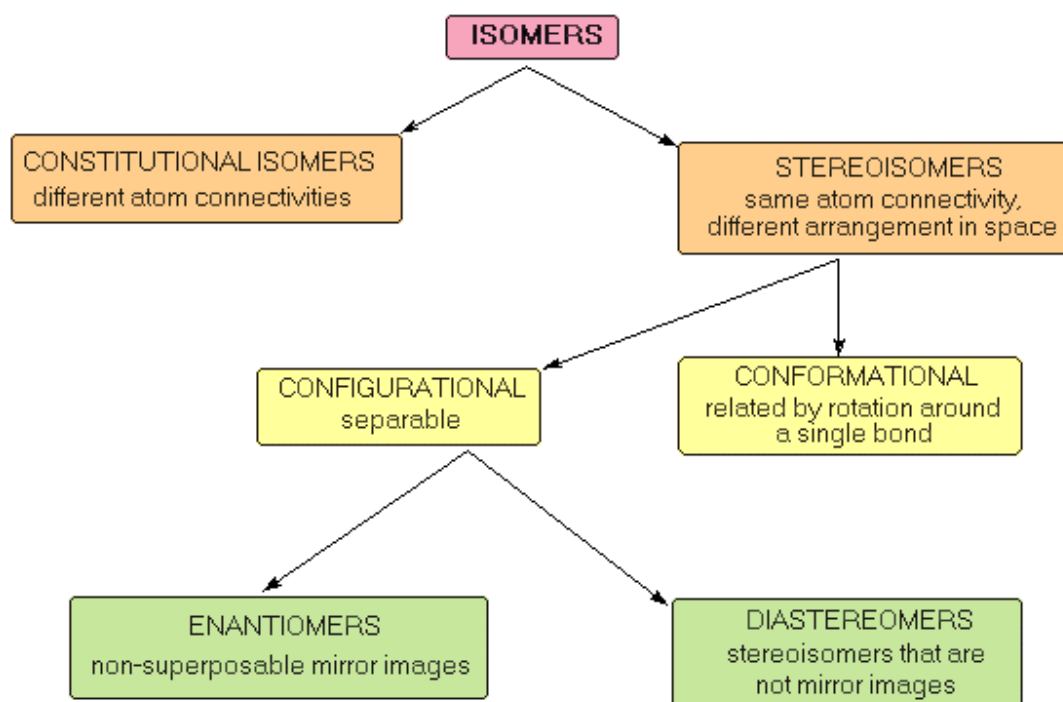 ISOMERS
CONSTITUTIONAL ISOMERS
different atom connectivities
STEREOISOMERS
same atom connectivity,
different arrangement in space
CONFIGURATIONAL
separable
CONFORMATIONAL
related by rotation around
a single bond
ENANTIOMERS
non-superposable mirror images
DIASTEREOMERS
stereoisomers that are
not mirror images